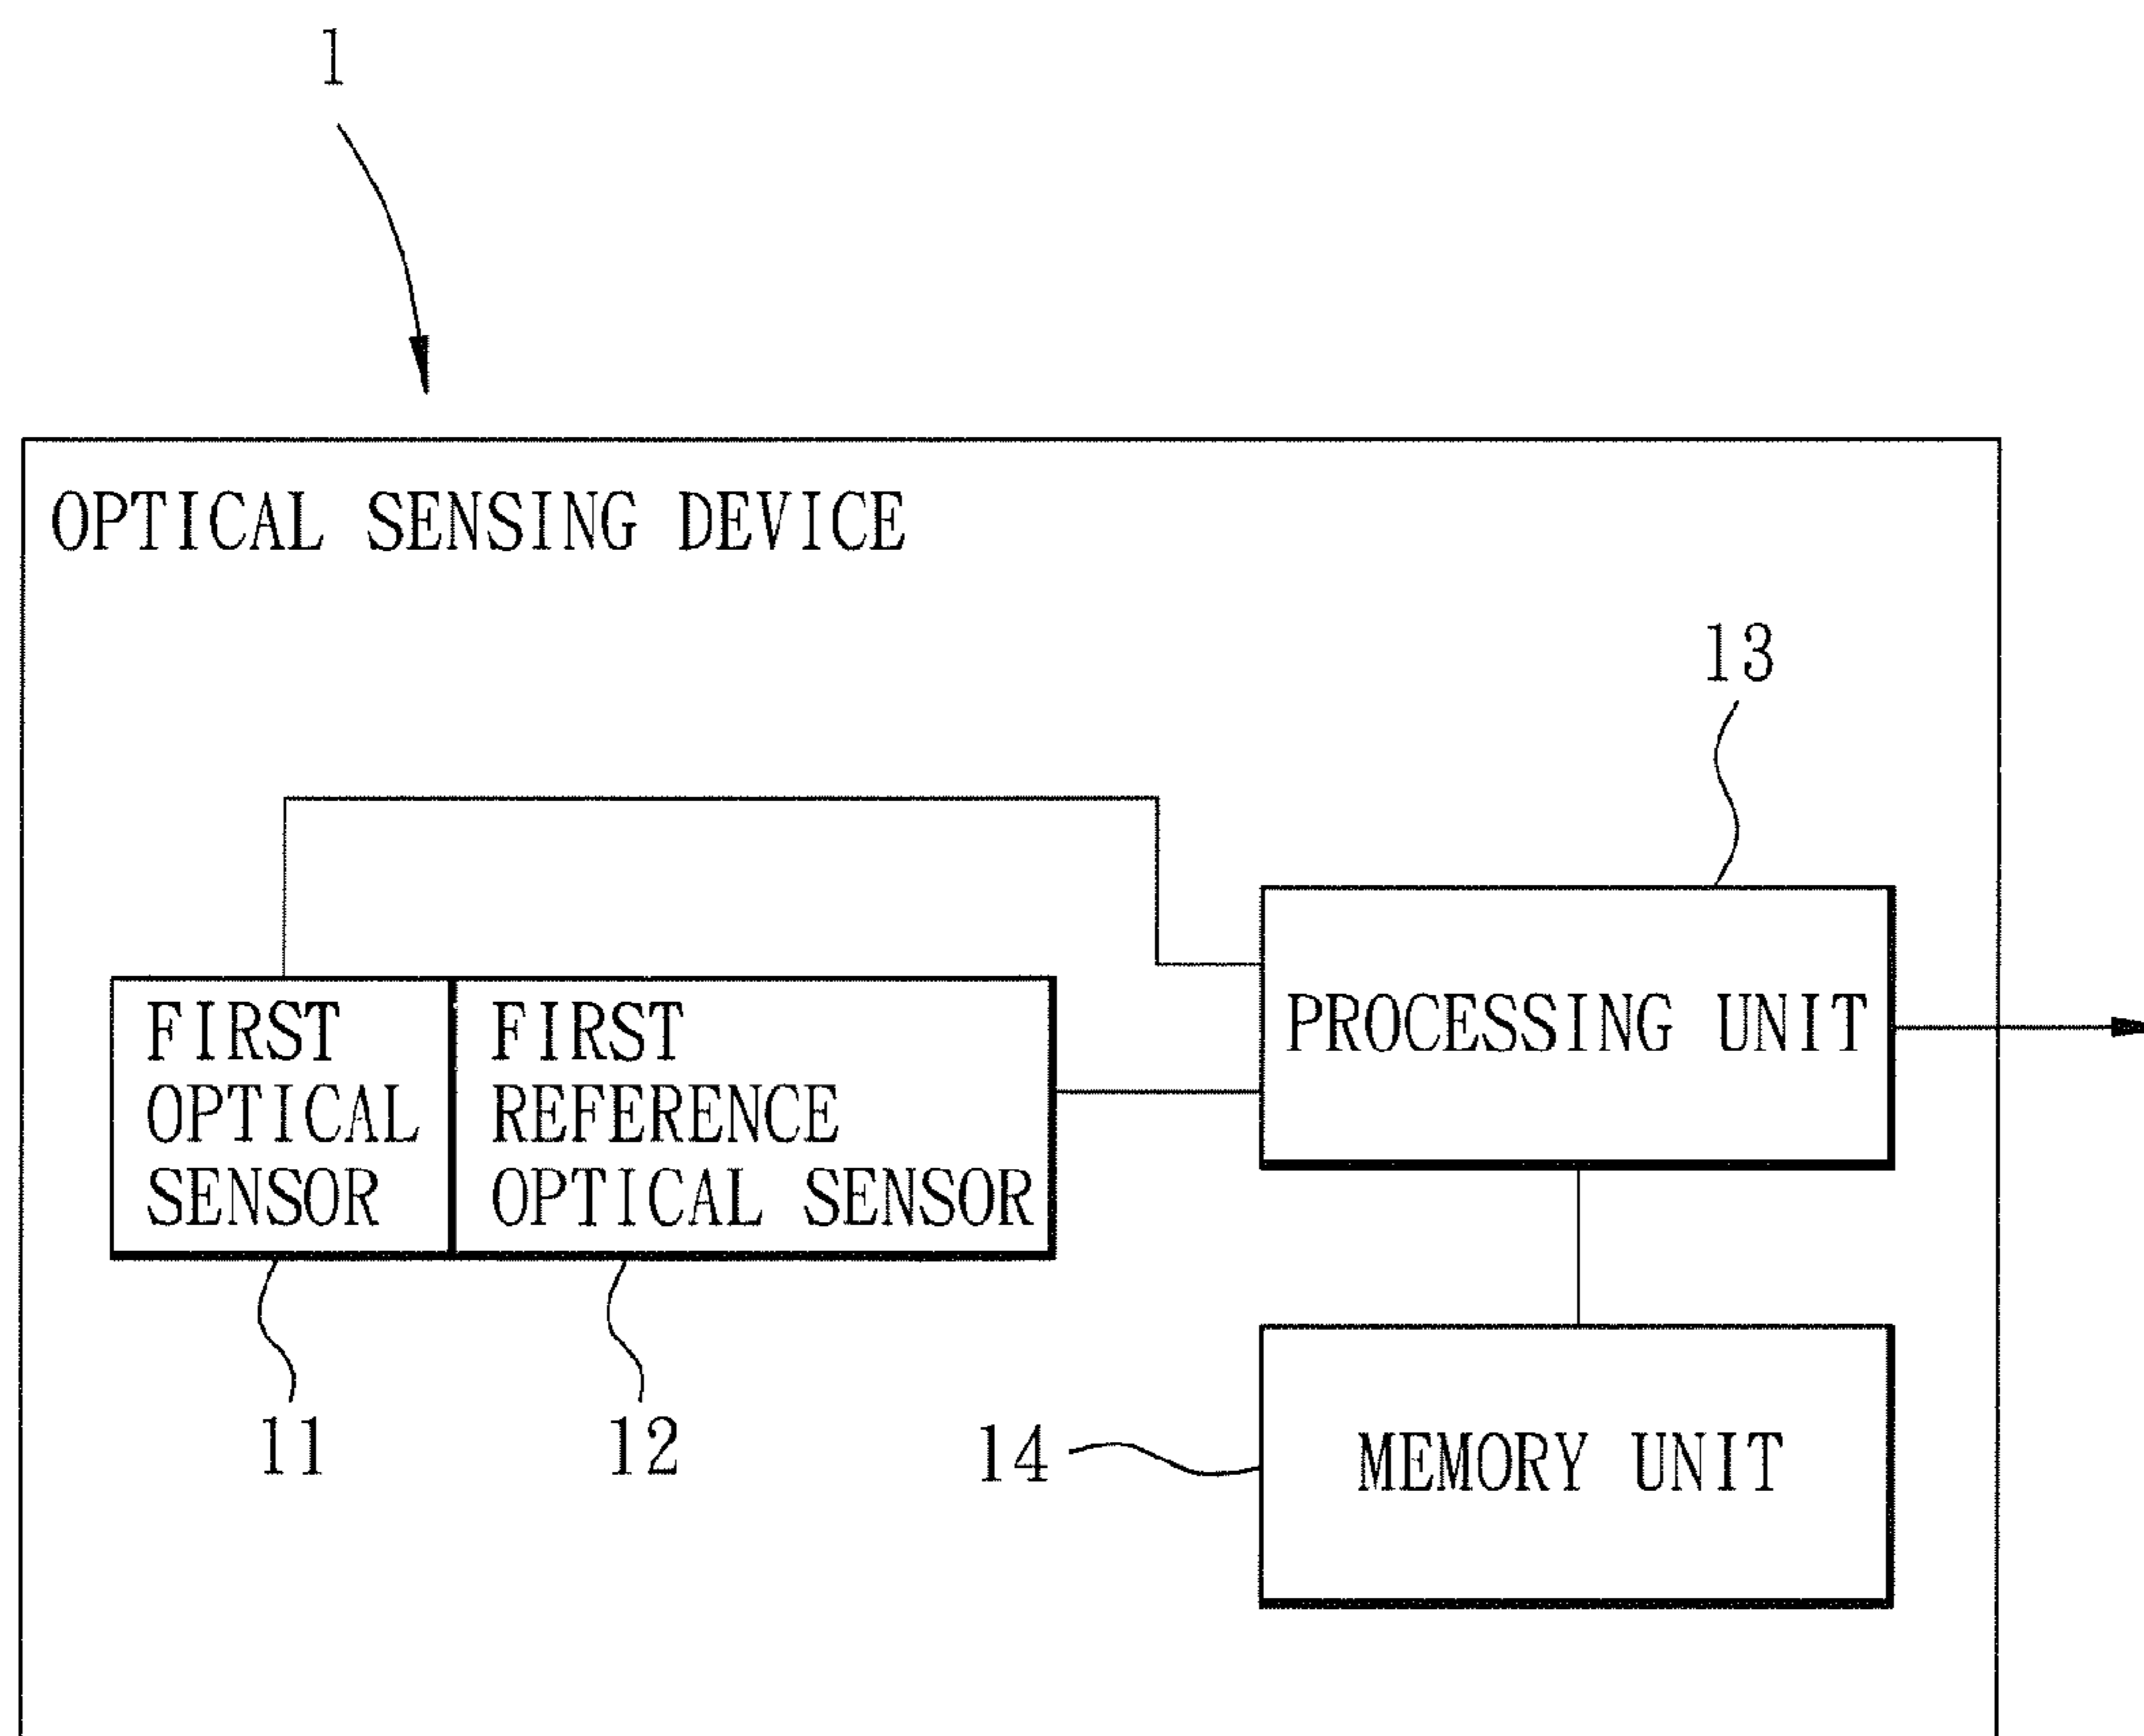 1
OPTICAL SENSING DEVICE
13
FIRST
OPTICAL
SENSOR
FIRST
REFERENCE
OPTICAL SENSOR
PROCESSING UNIT
11
12
14
MEMORY UNIT